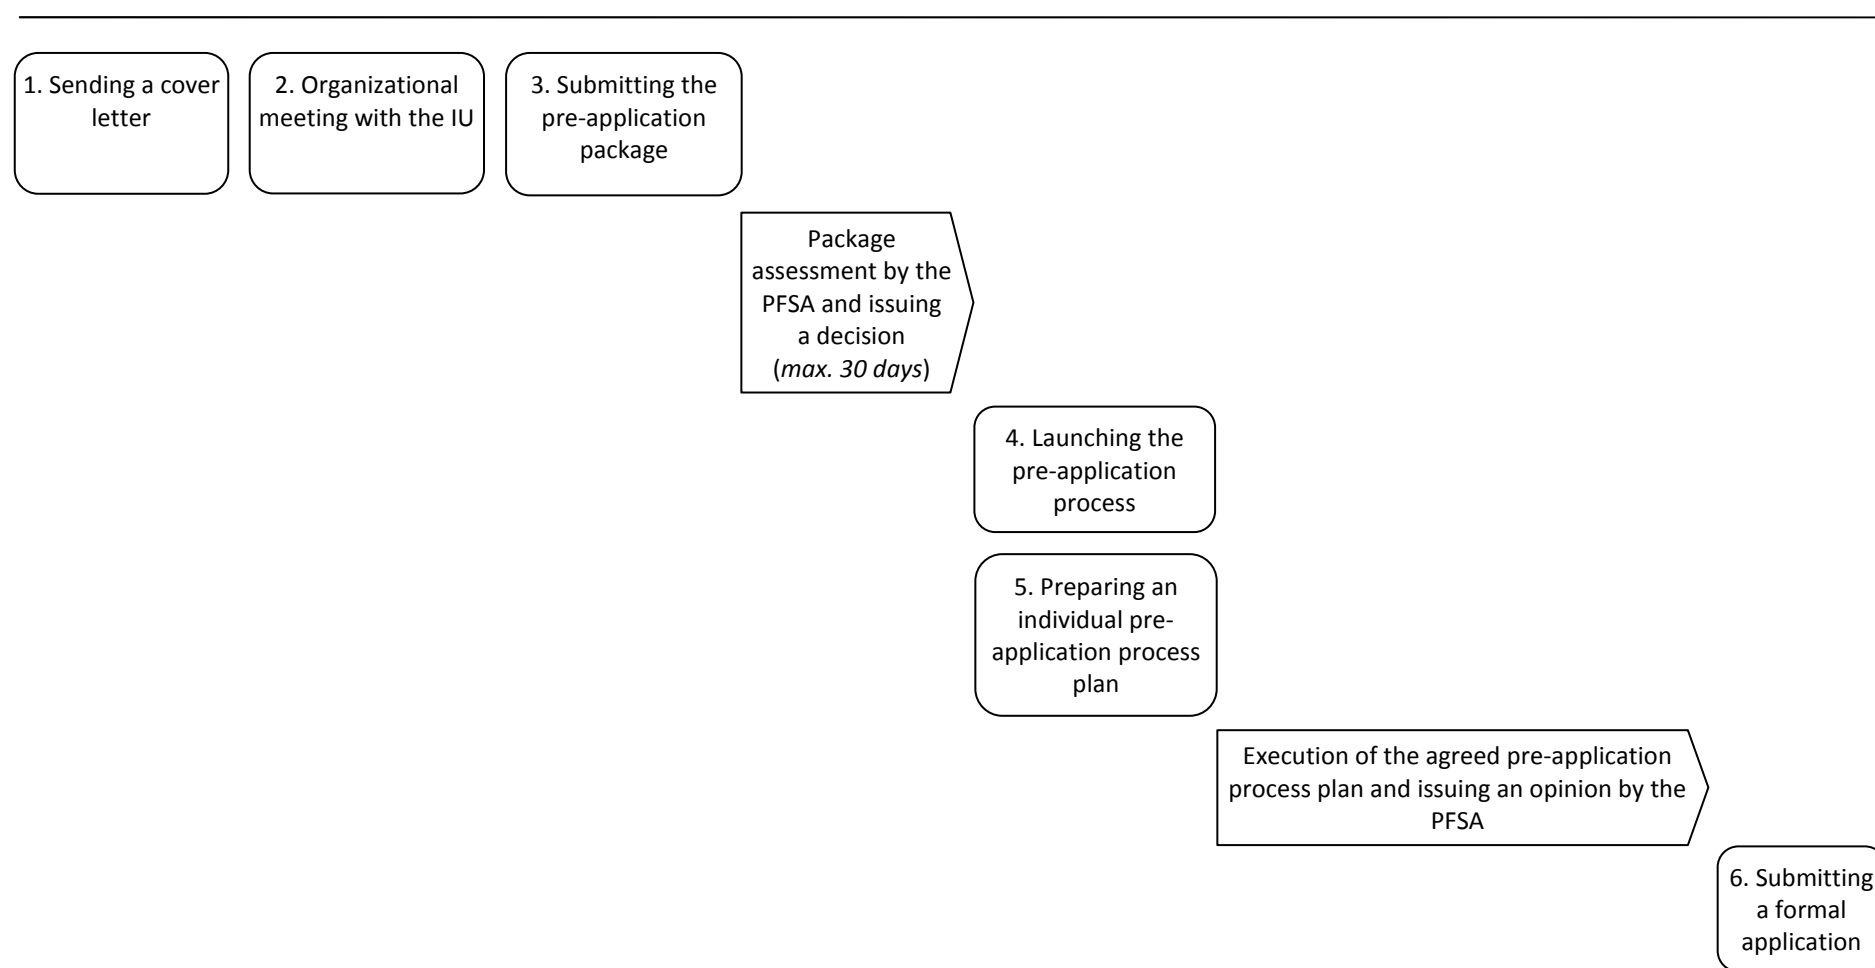 1. Sending a cover
letter
2. Organizational
meeting with the IU
3. Submitting the
pre-application
package
Package
assessment by the
PFSA and issuing
a decision
(max. 30 days)
4. Launching the
pre-application
process
5. Preparing an
individual pre-
application process
plan
Execution of the agreed pre-application
process plan and issuing an opinion by the
PFSA
6. Submitting
a formal
application